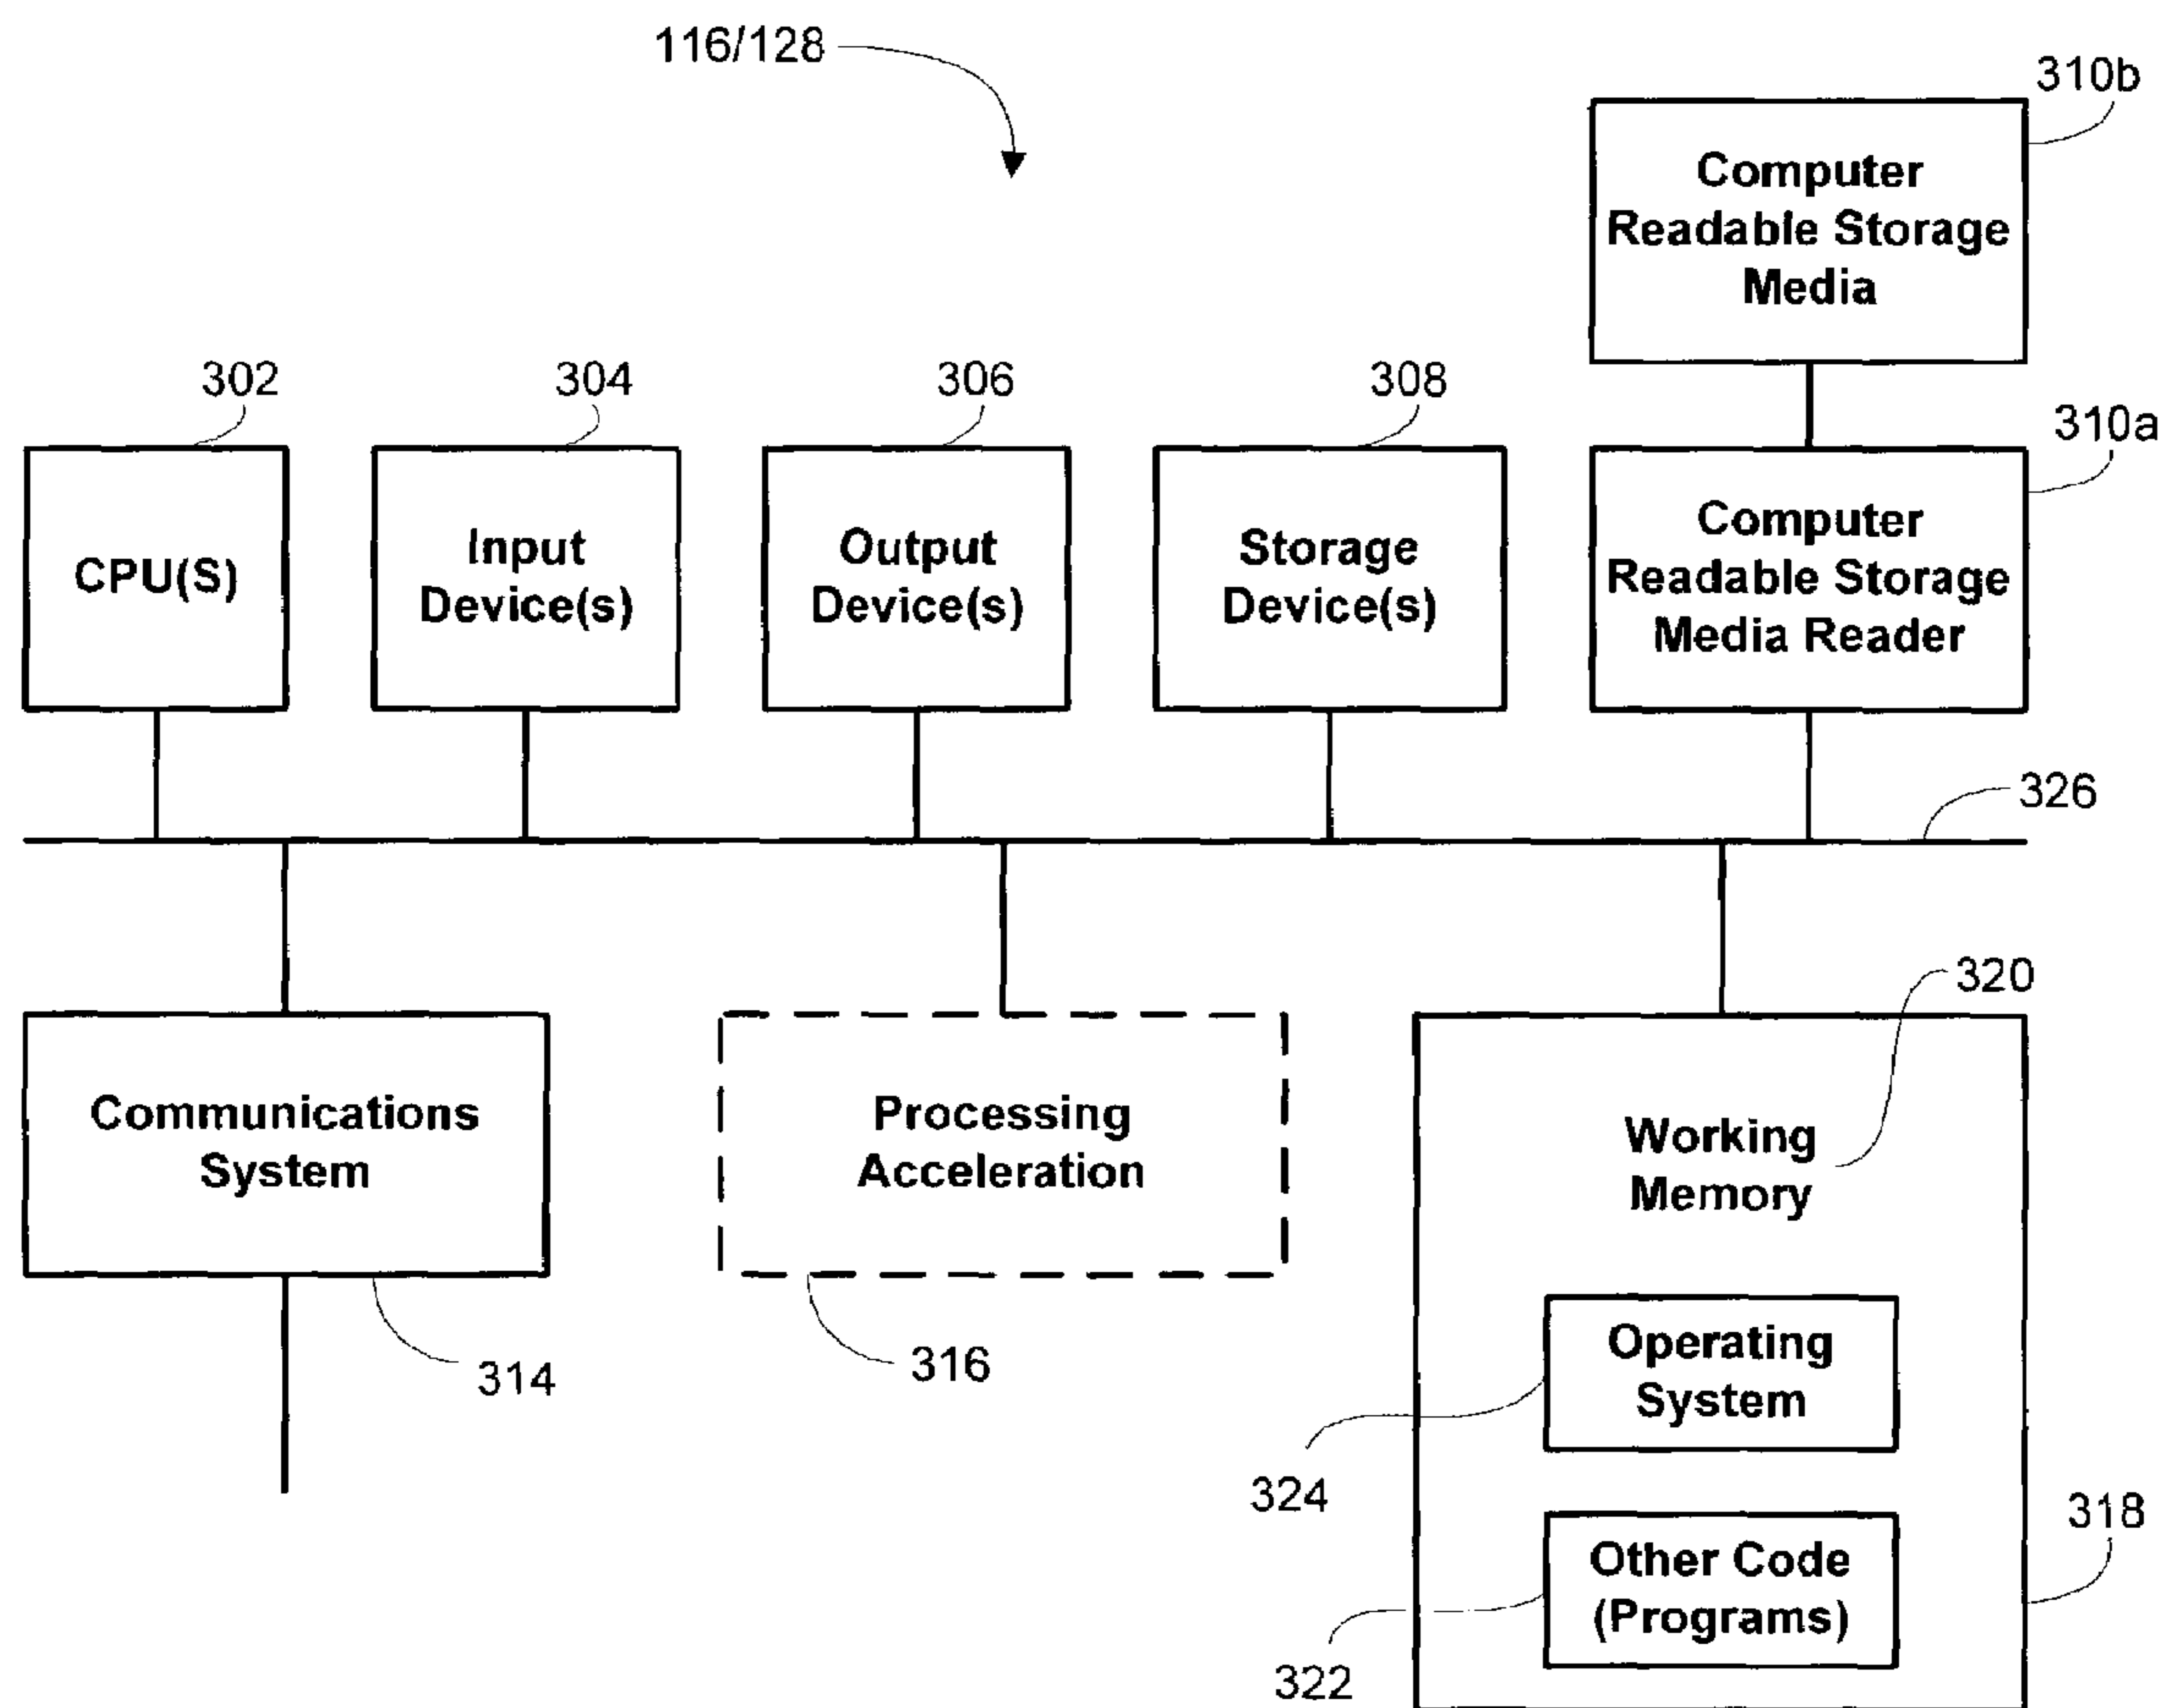 116/128
310b
Computer
Readable Storage
Media
302
304
306
308
310a
CPU(S)
Input
Device(s)
Output
Device(s)
Storage
Device(s)
Computer
Readable Storage
Media Reader
326
320
Communications
System
Processing
Acceleration
Working
Memory
314
316
Operating
System
324
318
Other Code
(Programs)
322